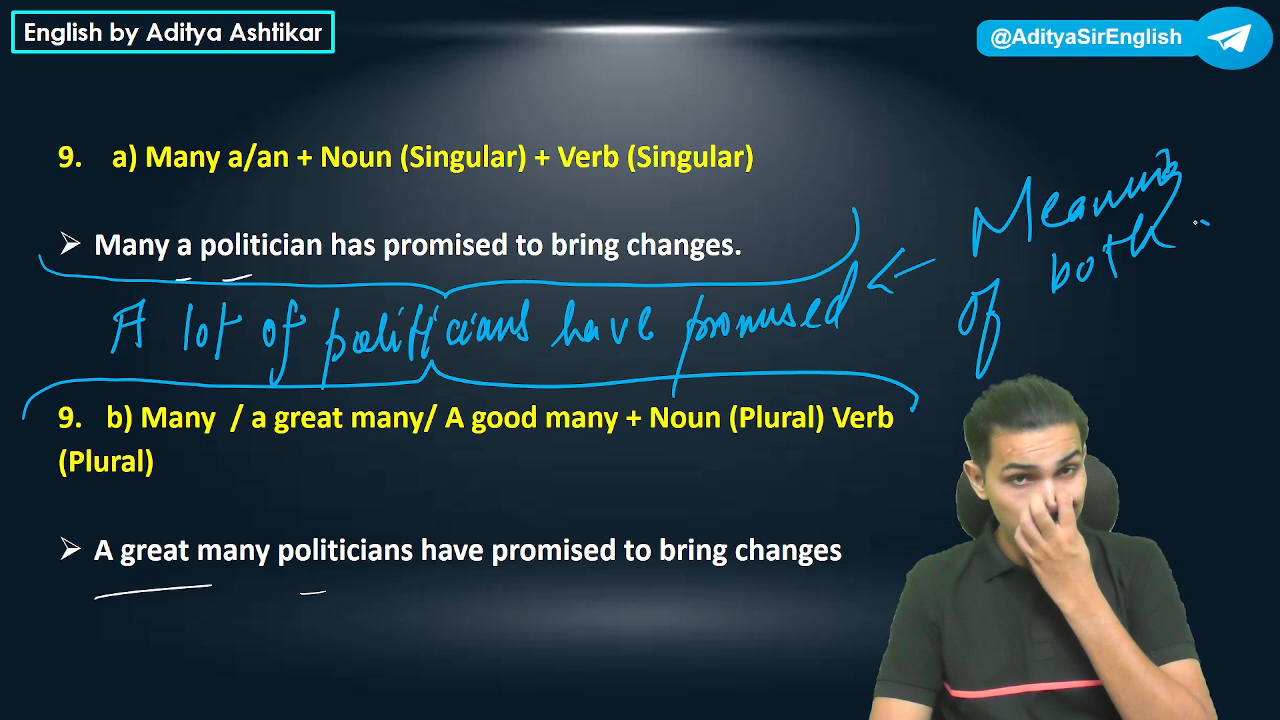 English by Aditya Ashtikar
@AdityaSirEnglish
9. a) Many a/an + Noun (Singular) + Verb (Singular)
➢ Many a politician has promised to bring changes.
A lot of politicians have promised
Meaning
of both
9. b) Many / a great many/ A good many + Noun (Plural) Verb
(Plural)
➢ A great many politicians have promised to bring changes